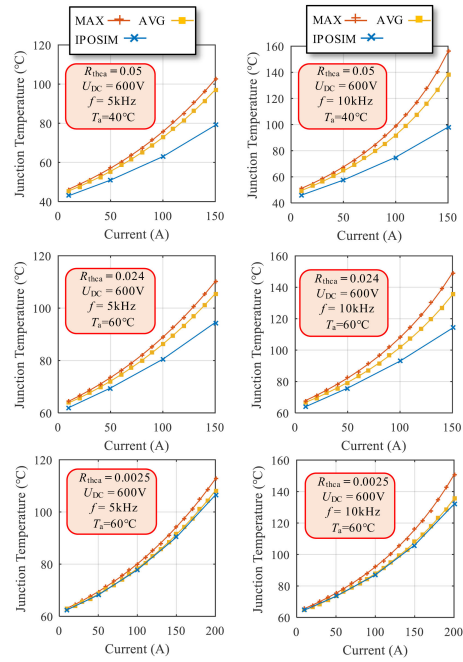 MAX AVG
IPOSIM
MAX AVG
IPOSIM
Junction Temperature (℃)
120
100
80
60
40
Rthca = 0.05
UDC = 600V
f = 5kHz
Ta=40℃
0 50 100 150
Current (A)
Junction Temperature (℃)
160
140
120
100
80
60
40
Rthca = 0.05
UDC = 600V
f = 10kHz
Ta=40℃
0 50 100 150
Current (A)
Junction Temperature (℃)
120
100
80
60
Rthca = 0.024
UDC = 600V
f = 5kHz
Ta=60℃
0 50 100 150
Current (A)
Junction Temperature (℃)
160
140
120
100
80
60
Rthca = 0.024
UDC = 600V
f = 10kHz
Ta=60℃
0 50 100 150
Current (A)
Junction Temperature (℃)
120
100
80
60
Rthca = 0.0025
UDC = 600V
f = 5kHz
Ta=60℃
0 50 100 150 200
Current (A)
Junction Temperature (℃)
160
140
120
100
80
60
Rthca = 0.0025
UDC = 600V
f = 10kHz
Ta=60℃
0 50 100 150 200
Current (A)